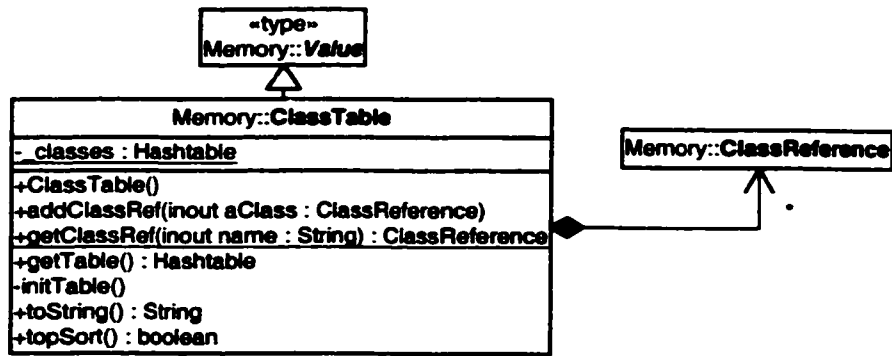 «type»
Memory::Value
Memory::ClassTable
-_classes : Hashtable
+ClassTable()
+addClassRef(inout aClass : ClassReference)
+getClassRef(inout name : String) : ClassReference
+getTable() : Hashtable
-initTable()
+toString() : String
+topSort() : boolean
Memory::ClassReference